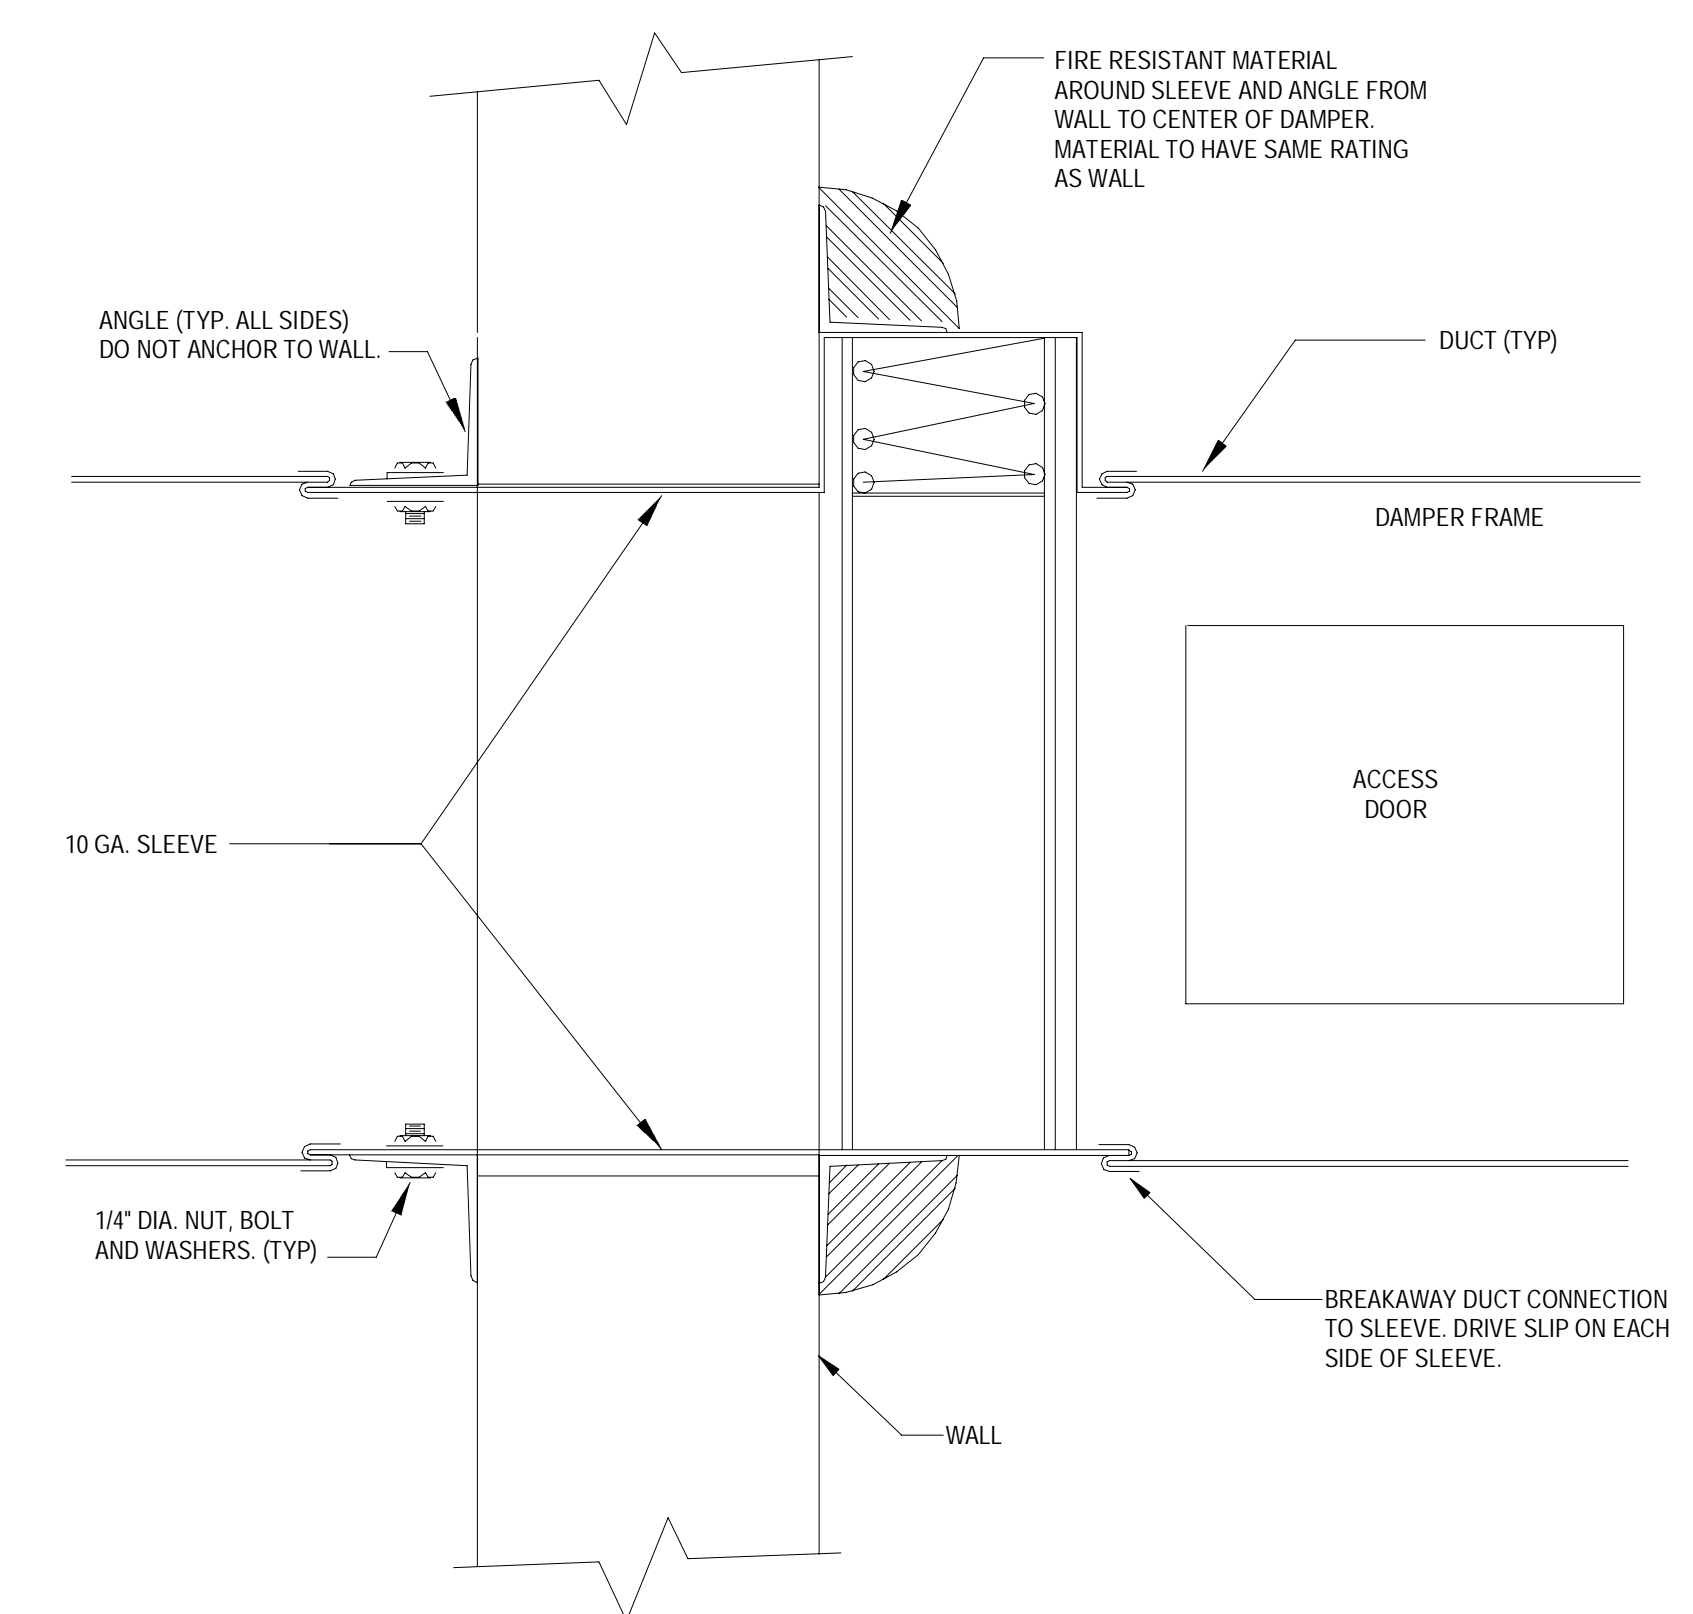 FIRE RESISTANT MATERIAL
AROUND SLEEVE AND ANGLE FROM
WALL TO CENTER OF DAMPER.
MATERIAL TO HAVE SAME RATING
AS WALL
ANGLE (TYP. ALL SIDES)
DO NOT ANCHOR TO WALL.
DUCT (TYP)
DAMPER FRAME
ACCESS
DOOR
10 GA. SLEEVE
1/4" DIA. NUT, BOLT
AND WASHERS. (TYP)
BREAKAWAY DUCT CONNECTION
TO SLEEVE. DRIVE SLIP ON EACH
SIDE OF SLEEVE.
WALL